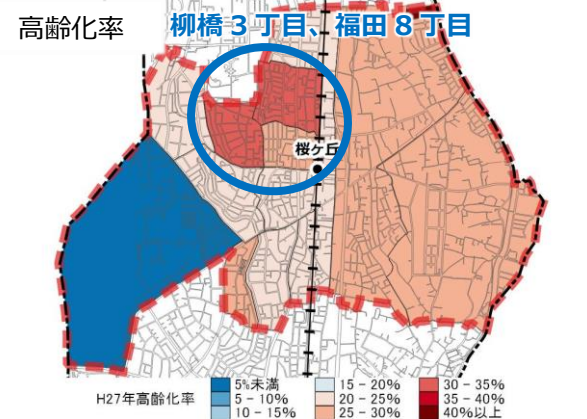 高齢化率
柳橋３丁目、福田８丁目
桜ケ丘
H27年高齢化率
5%未満
5 - 10%
10 - 15%
15 - 20%
20 - 25%
25 - 30%
30 - 35%
35 - 40%
40%以上